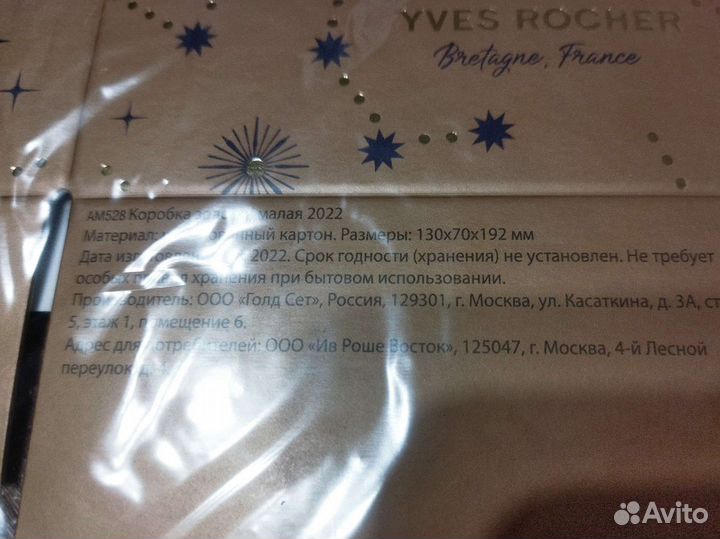 YVES ROCHER
Bretagne, France
AM528 Коробка малая 2022
Материал: картон. Размеры: 130х70х192 мм
Дата 2022. Срок годности (хранения) не установлен. Не требует
особых хранения при бытовом использовании.
Производитель: ООО «Голд Сет», Россия, 129301, г. Москва, ул. Касаткина, д. 3А, ст
5, этаж 1, помещение 6.
Адрес для потребителей: ООО «Ив Роше Восток», 125047, г. Москва, 4-й Лесной
переулок, д.
Avito